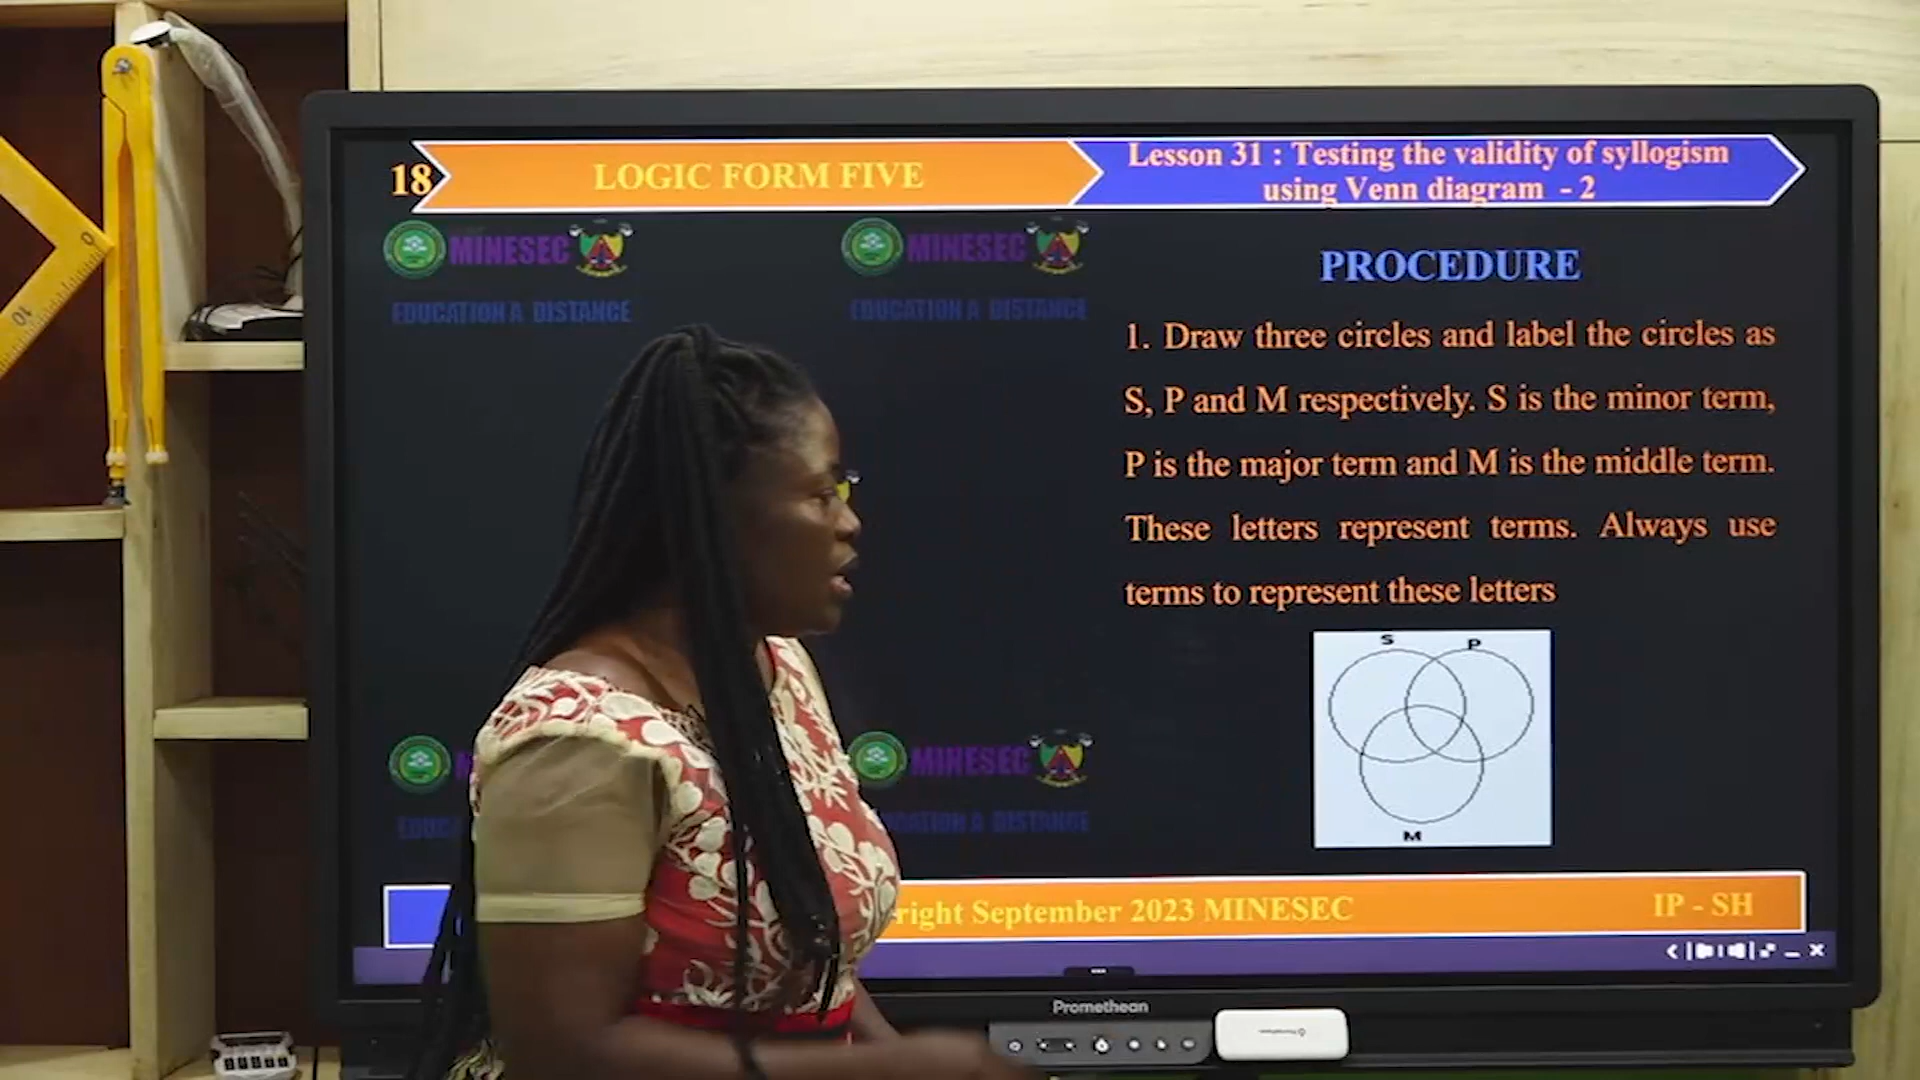 18
LOGIC FORM FIVE
Lesson 31 : Testing the validity of syllogism
using Venn diagram - 2
MINESEC
EDUCATION A DISTANCE
MINESEC
EDUCATION A DISTANCE
PROCEDURE
1. Draw three circles and label the circles as
S, P and M respectively. S is the minor term,
P is the major term and M is the middle term.
These letters represent terms. Always use
terms to represent these letters
S
P
M
MINESEC
DISTANCE
right September 2023 MINESEC
IP - SH
Promethean
0
10